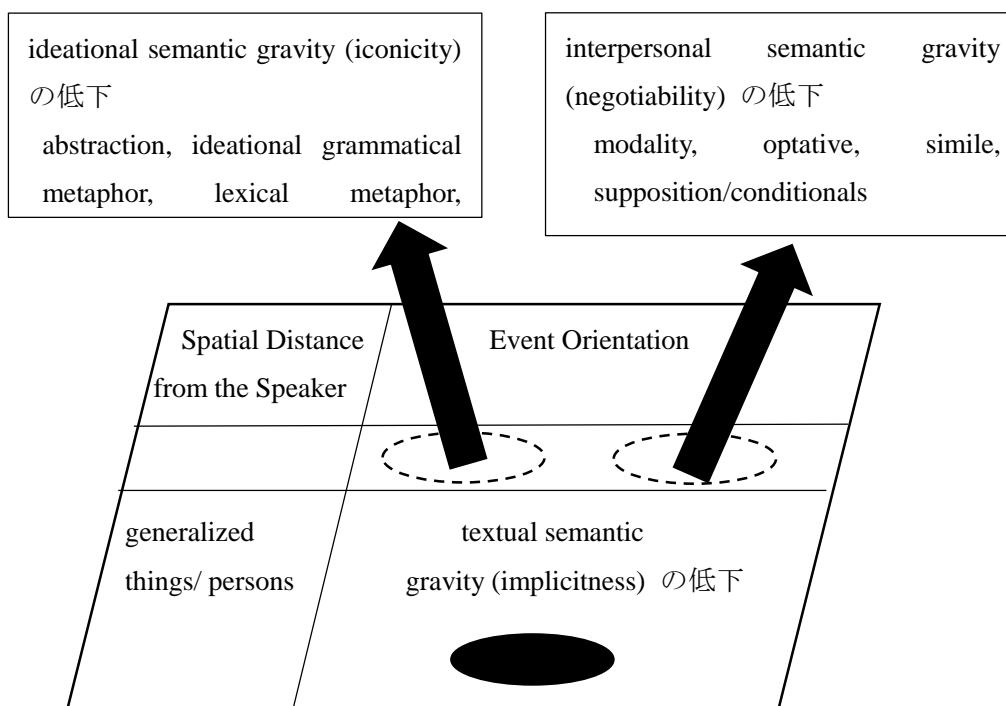 ideational semantic gravity (iconicity)
の低下
abstraction, ideational grammatical
metaphor, lexical metaphor,
interpersonal semantic gravity
(negotiability) の低下
modality, optative, simile,
supposition/conditionals
Spatial Distance
from the Speaker
Event Orientation
generalized
things/ persons
textual semantic
gravity (implicitness) の低下